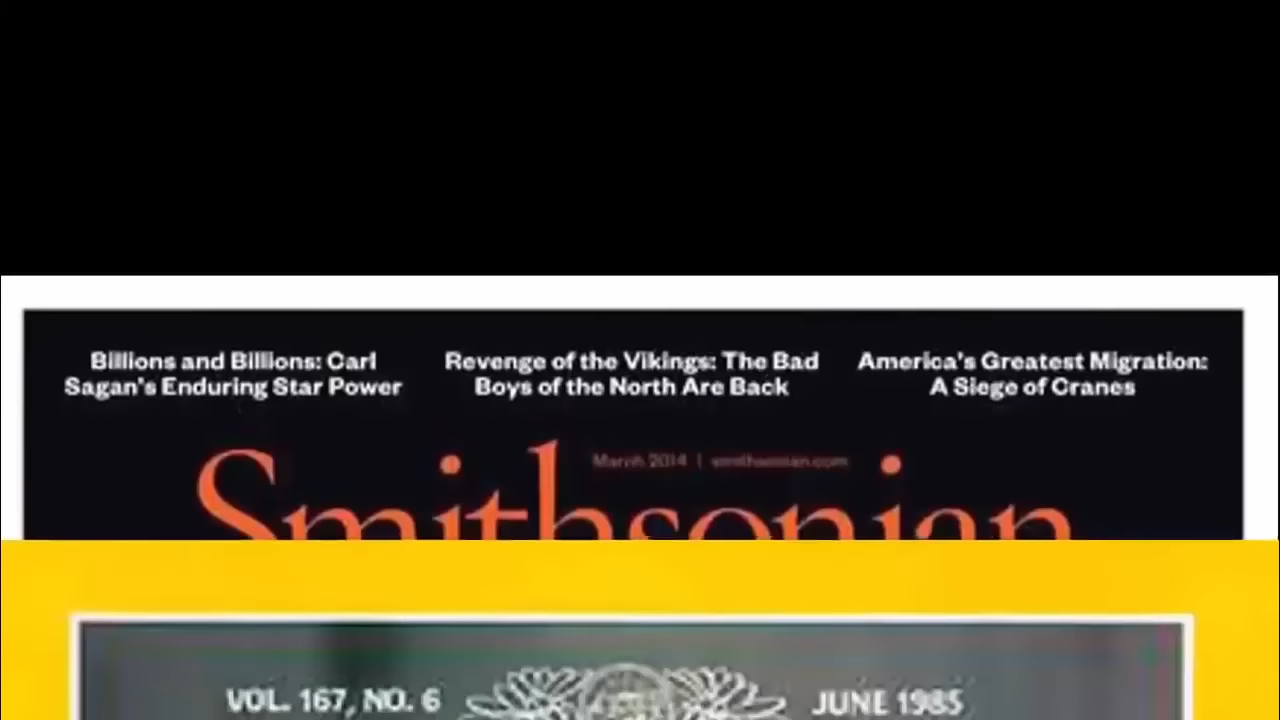 Billions and Billions: Carl
Sagan's Enduring Star Power
Revenge of the Vikings: The Bad
Boys of the North Are Back
America's Greatest Migration:
A Siege of Cranes
March 2014 | smithsonian.com
Smithsonian
VOL. 167, NO. 6
JUNE 1985